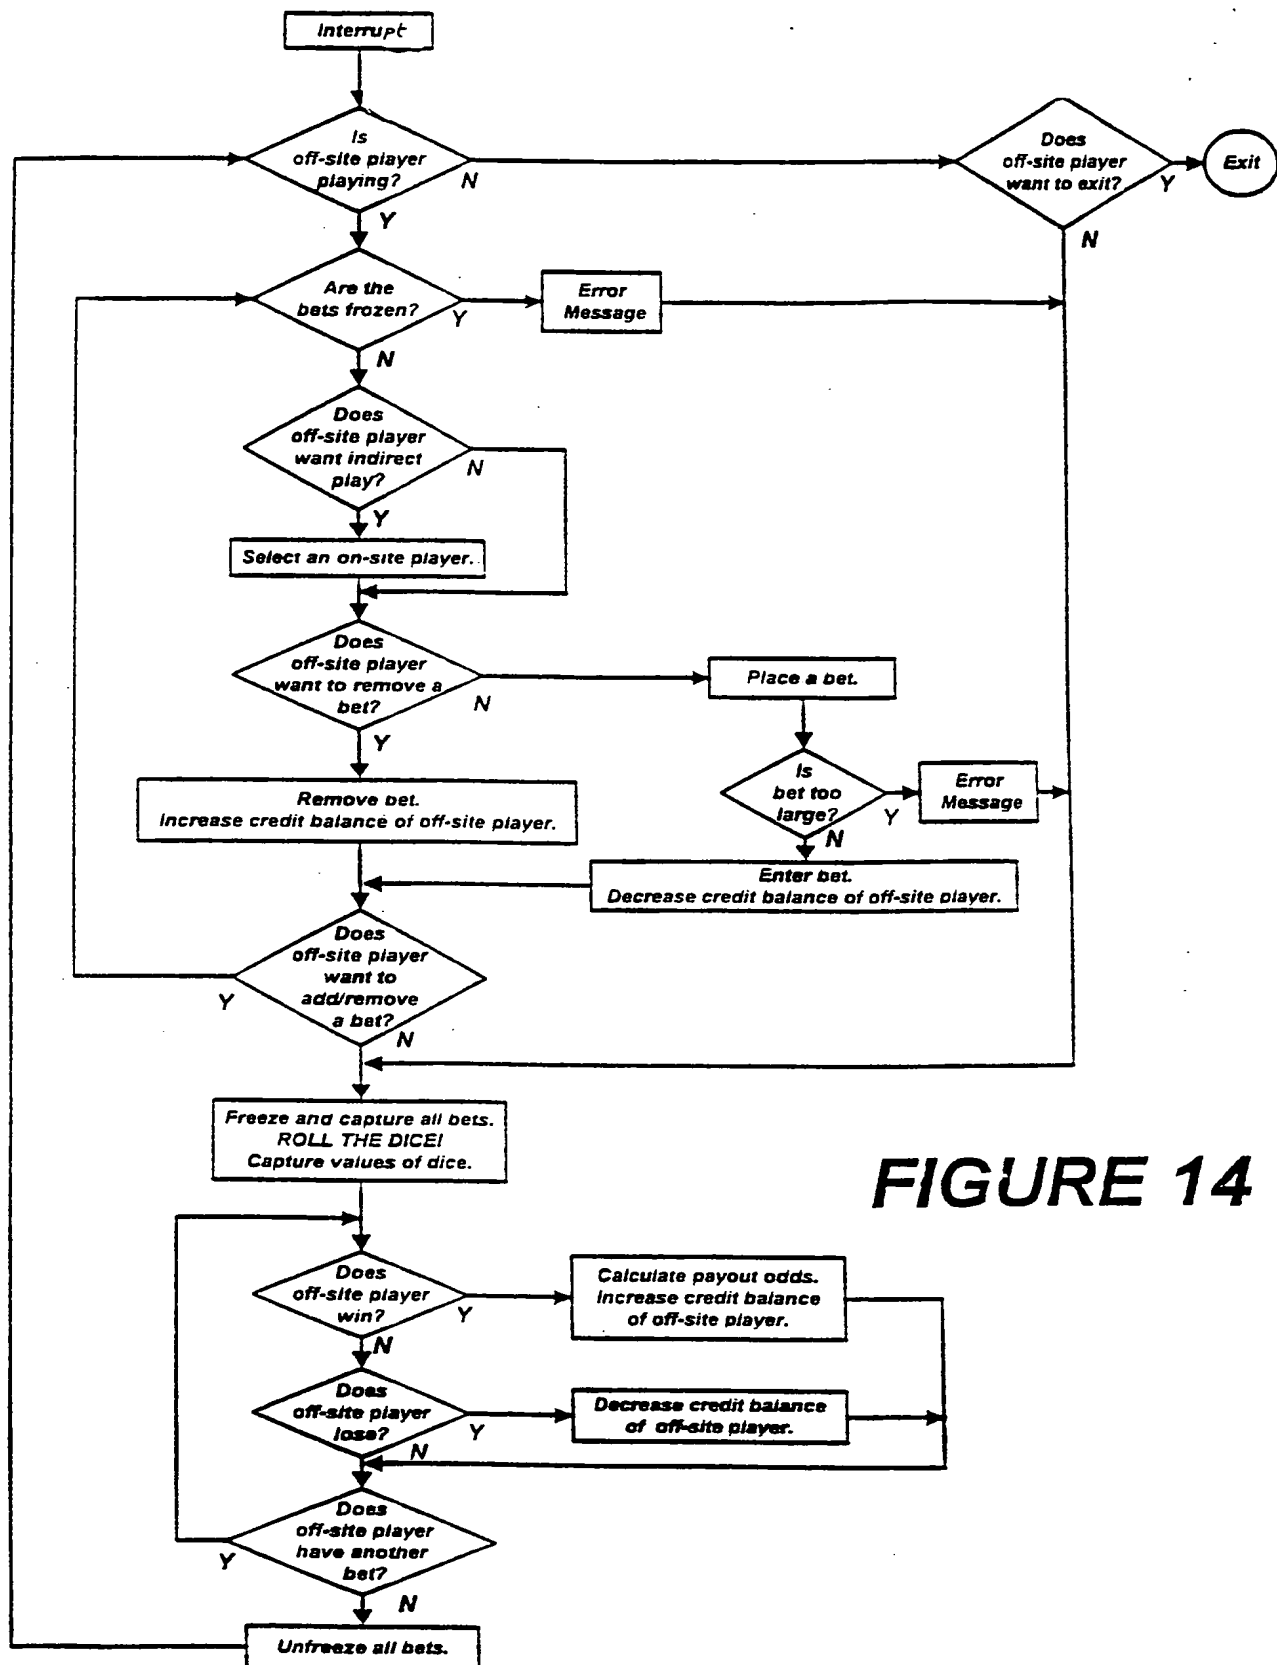 Interrupt
Is
off-site player
playing?
N
Y
Does
off-site player
want to exit?
Y
N
Exit
Are the
bets frozen?
Y
N
Error
Message
Does
off-site player
want indirect
play?
N
Y
Select an on-site player.
Does
off-site player
want to remove a
bet?
N
Y
Place a bet.
Is
bet too
large?
Y
N
Error
Message
Remove bet.
Increase credit balance of off-site player.
Enter bet.
Decrease credit balance of off-site player.
Does
off-site player
want to
add/remove
a bet?
Y
N
Freeze and capture all bets.
ROLL THE DICE!
Capture values of dice.
FIGURE 14
Does
off-site player
win?
Y
N
Calculate payout odds.
Increase credit balance
of off-site player.
Does
off-site player
lose?
Y
N
Decrease credit balance
of off-site player.
Does
off-site player
have another
bet?
Y
N
Unfreeze all bets.